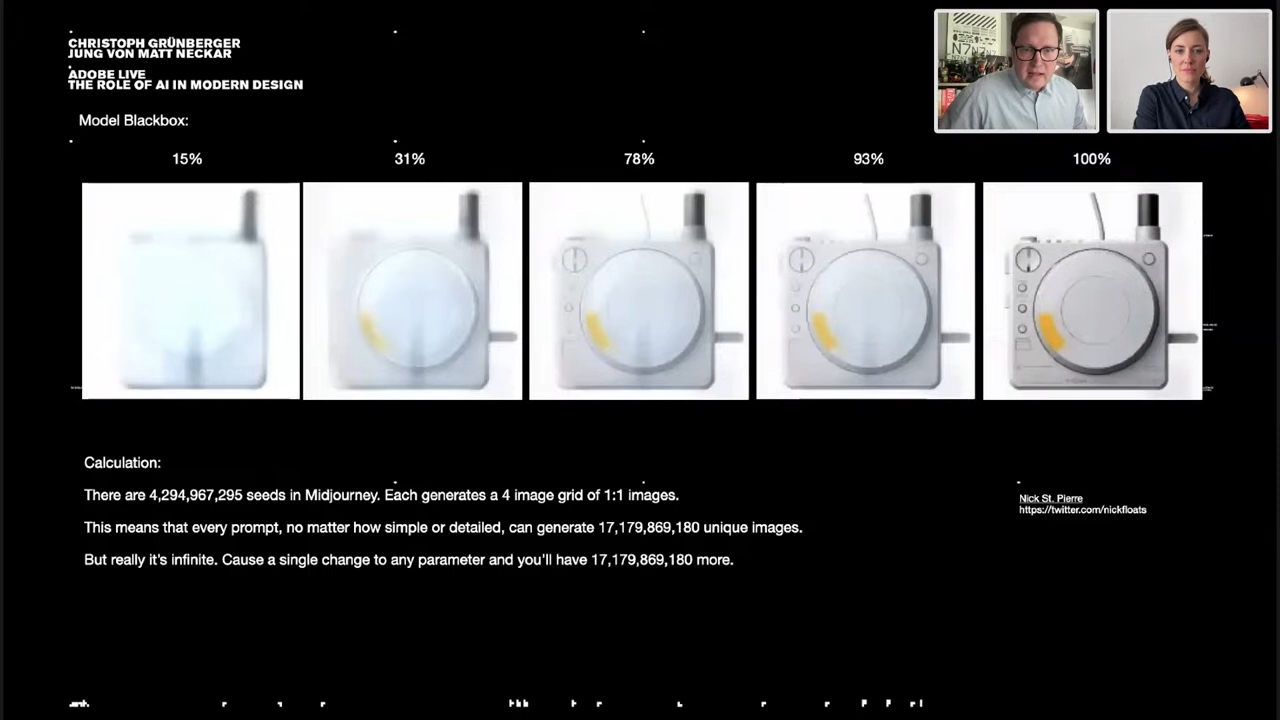 CHRISTOPH GRÜNBERGER
JUNG VON MATT NECKAR
ADOBE LIVE
THE ROLE OF AI IN MODERN DESIGN
Model Blackbox:
15%
31%
78%
93%
100%
Calculation:
There are 4,294,967,295 seeds in Midjourney. Each generates a 4 image grid of 1:1 images.
This means that every prompt, no matter how simple or detailed, can generate 17,179,869,180 unique images.
But really it's infinite. Cause a single change to any parameter and you'll have 17,179,869,180 more.
Nick St. Pierre
https://twitter.com/nickfloats